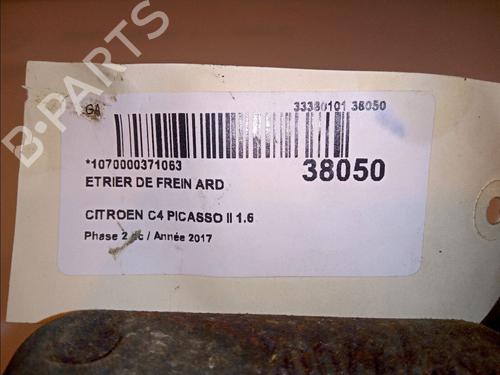 B-PARTS
GA
33380101 38050
*1070000371063
38050
ETRIER DE FREIN ARD
CITROEN C4 PICASSO II 1.6
Phase 2 / Année 2017